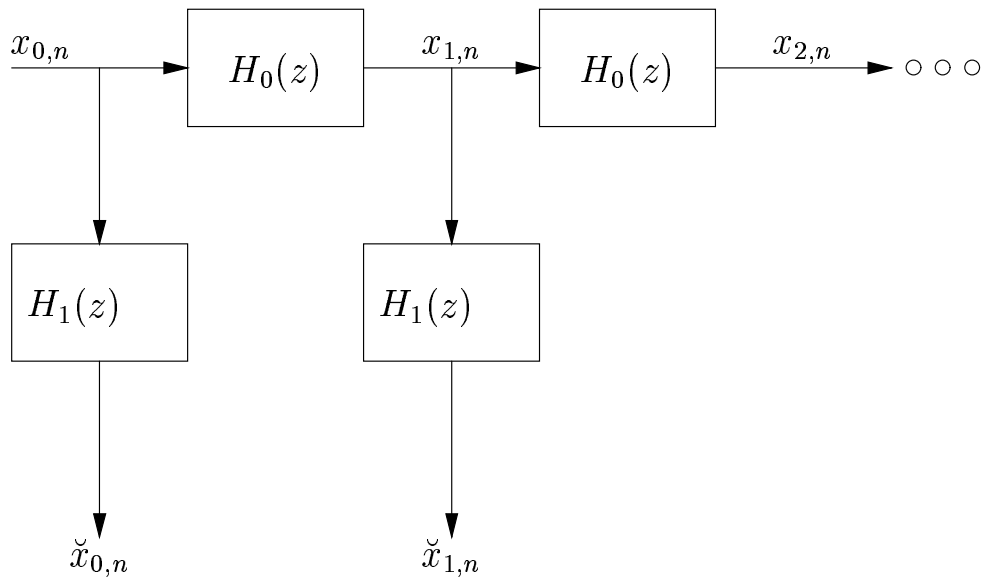 x_{0,n} x_{1,n} x_{2,n}
H_0(z) H_0(z)
H_1(z) H_1(z)
x̆_{0,n} x̆_{1,n}